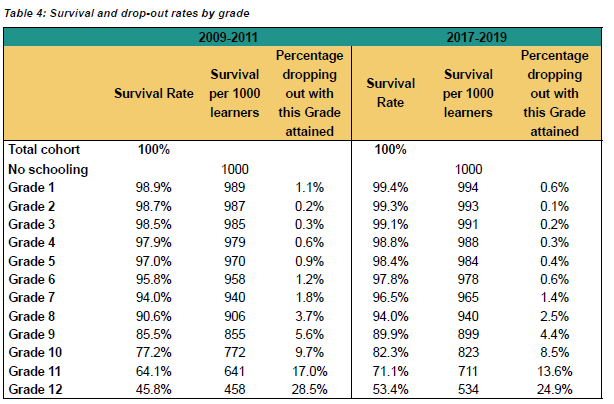 Table 4: Survival and drop-out rates by grade
2009-2011 2017-2019
Survival Rate Survival per 1000 learners Percentage dropping out with this Grade attained Survival Rate Survival per 1000 learners Percentage dropping out with this Grade attained
Total cohort 100% 100%
No schooling 1000 1000
Grade 1 98.9% 989 1.1% 99.4% 994 0.6%
Grade 2 98.7% 987 0.2% 99.3% 993 0.1%
Grade 3 98.5% 985 0.3% 99.1% 991 0.2%
Grade 4 97.9% 979 0.6% 98.8% 988 0.3%
Grade 5 97.0% 970 0.9% 98.4% 984 0.4%
Grade 6 95.8% 958 1.2% 97.8% 978 0.6%
Grade 7 94.0% 940 1.8% 96.5% 965 1.4%
Grade 8 90.6% 906 3.7% 94.0% 940 2.5%
Grade 9 85.5% 855 5.6% 89.9% 899 4.4%
Grade 10 77.2% 772 9.7% 82.3% 823 8.5%
Grade 11 64.1% 641 17.0% 71.1% 711 13.6%
Grade 12 45.8% 458 28.5% 53.4% 534 24.9%